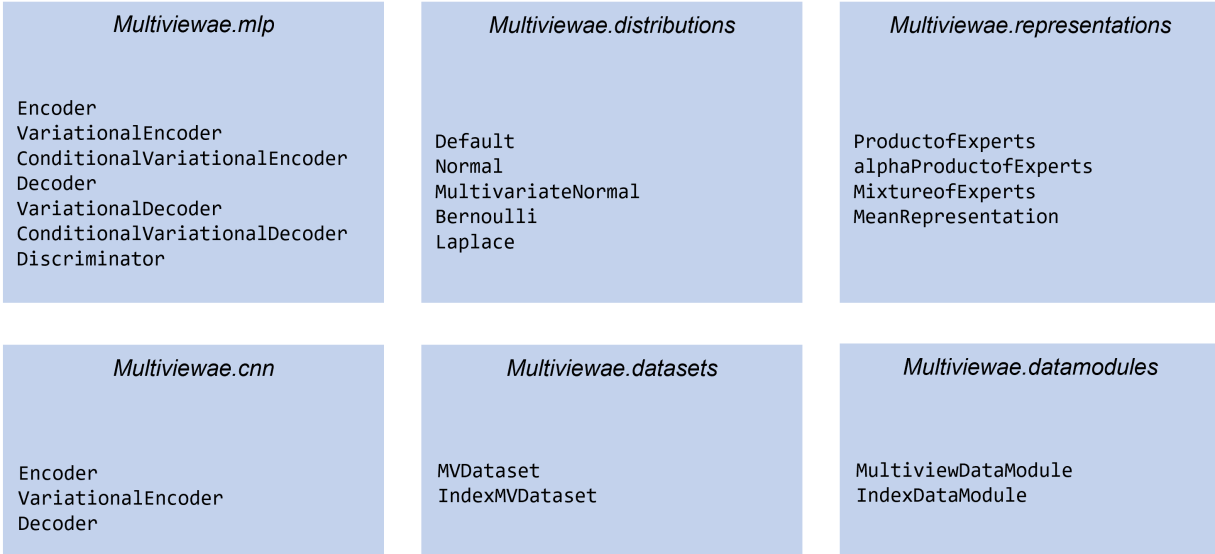 Multiviewae.mlp
Encoder
VariationalEncoder
ConditionalVariationalEncoder
Decoder
VariationalDecoder
ConditionalVariationalDecoder
Discriminator
Multiviewae.distributions
Default
Normal
MultivariateNormal
Bernoulli
Laplace
Multiviewae.representations
ProductofExperts
alphaProductofExperts
MixtureofExperts
MeanRepresentation
Multiviewae.cnn
Encoder
VariationalEncoder
Decoder
Multiviewae.datasets
MVDataset
IndexMVDataset
Multiviewae.datamodules
MultiviewDataModule
IndexDataModule